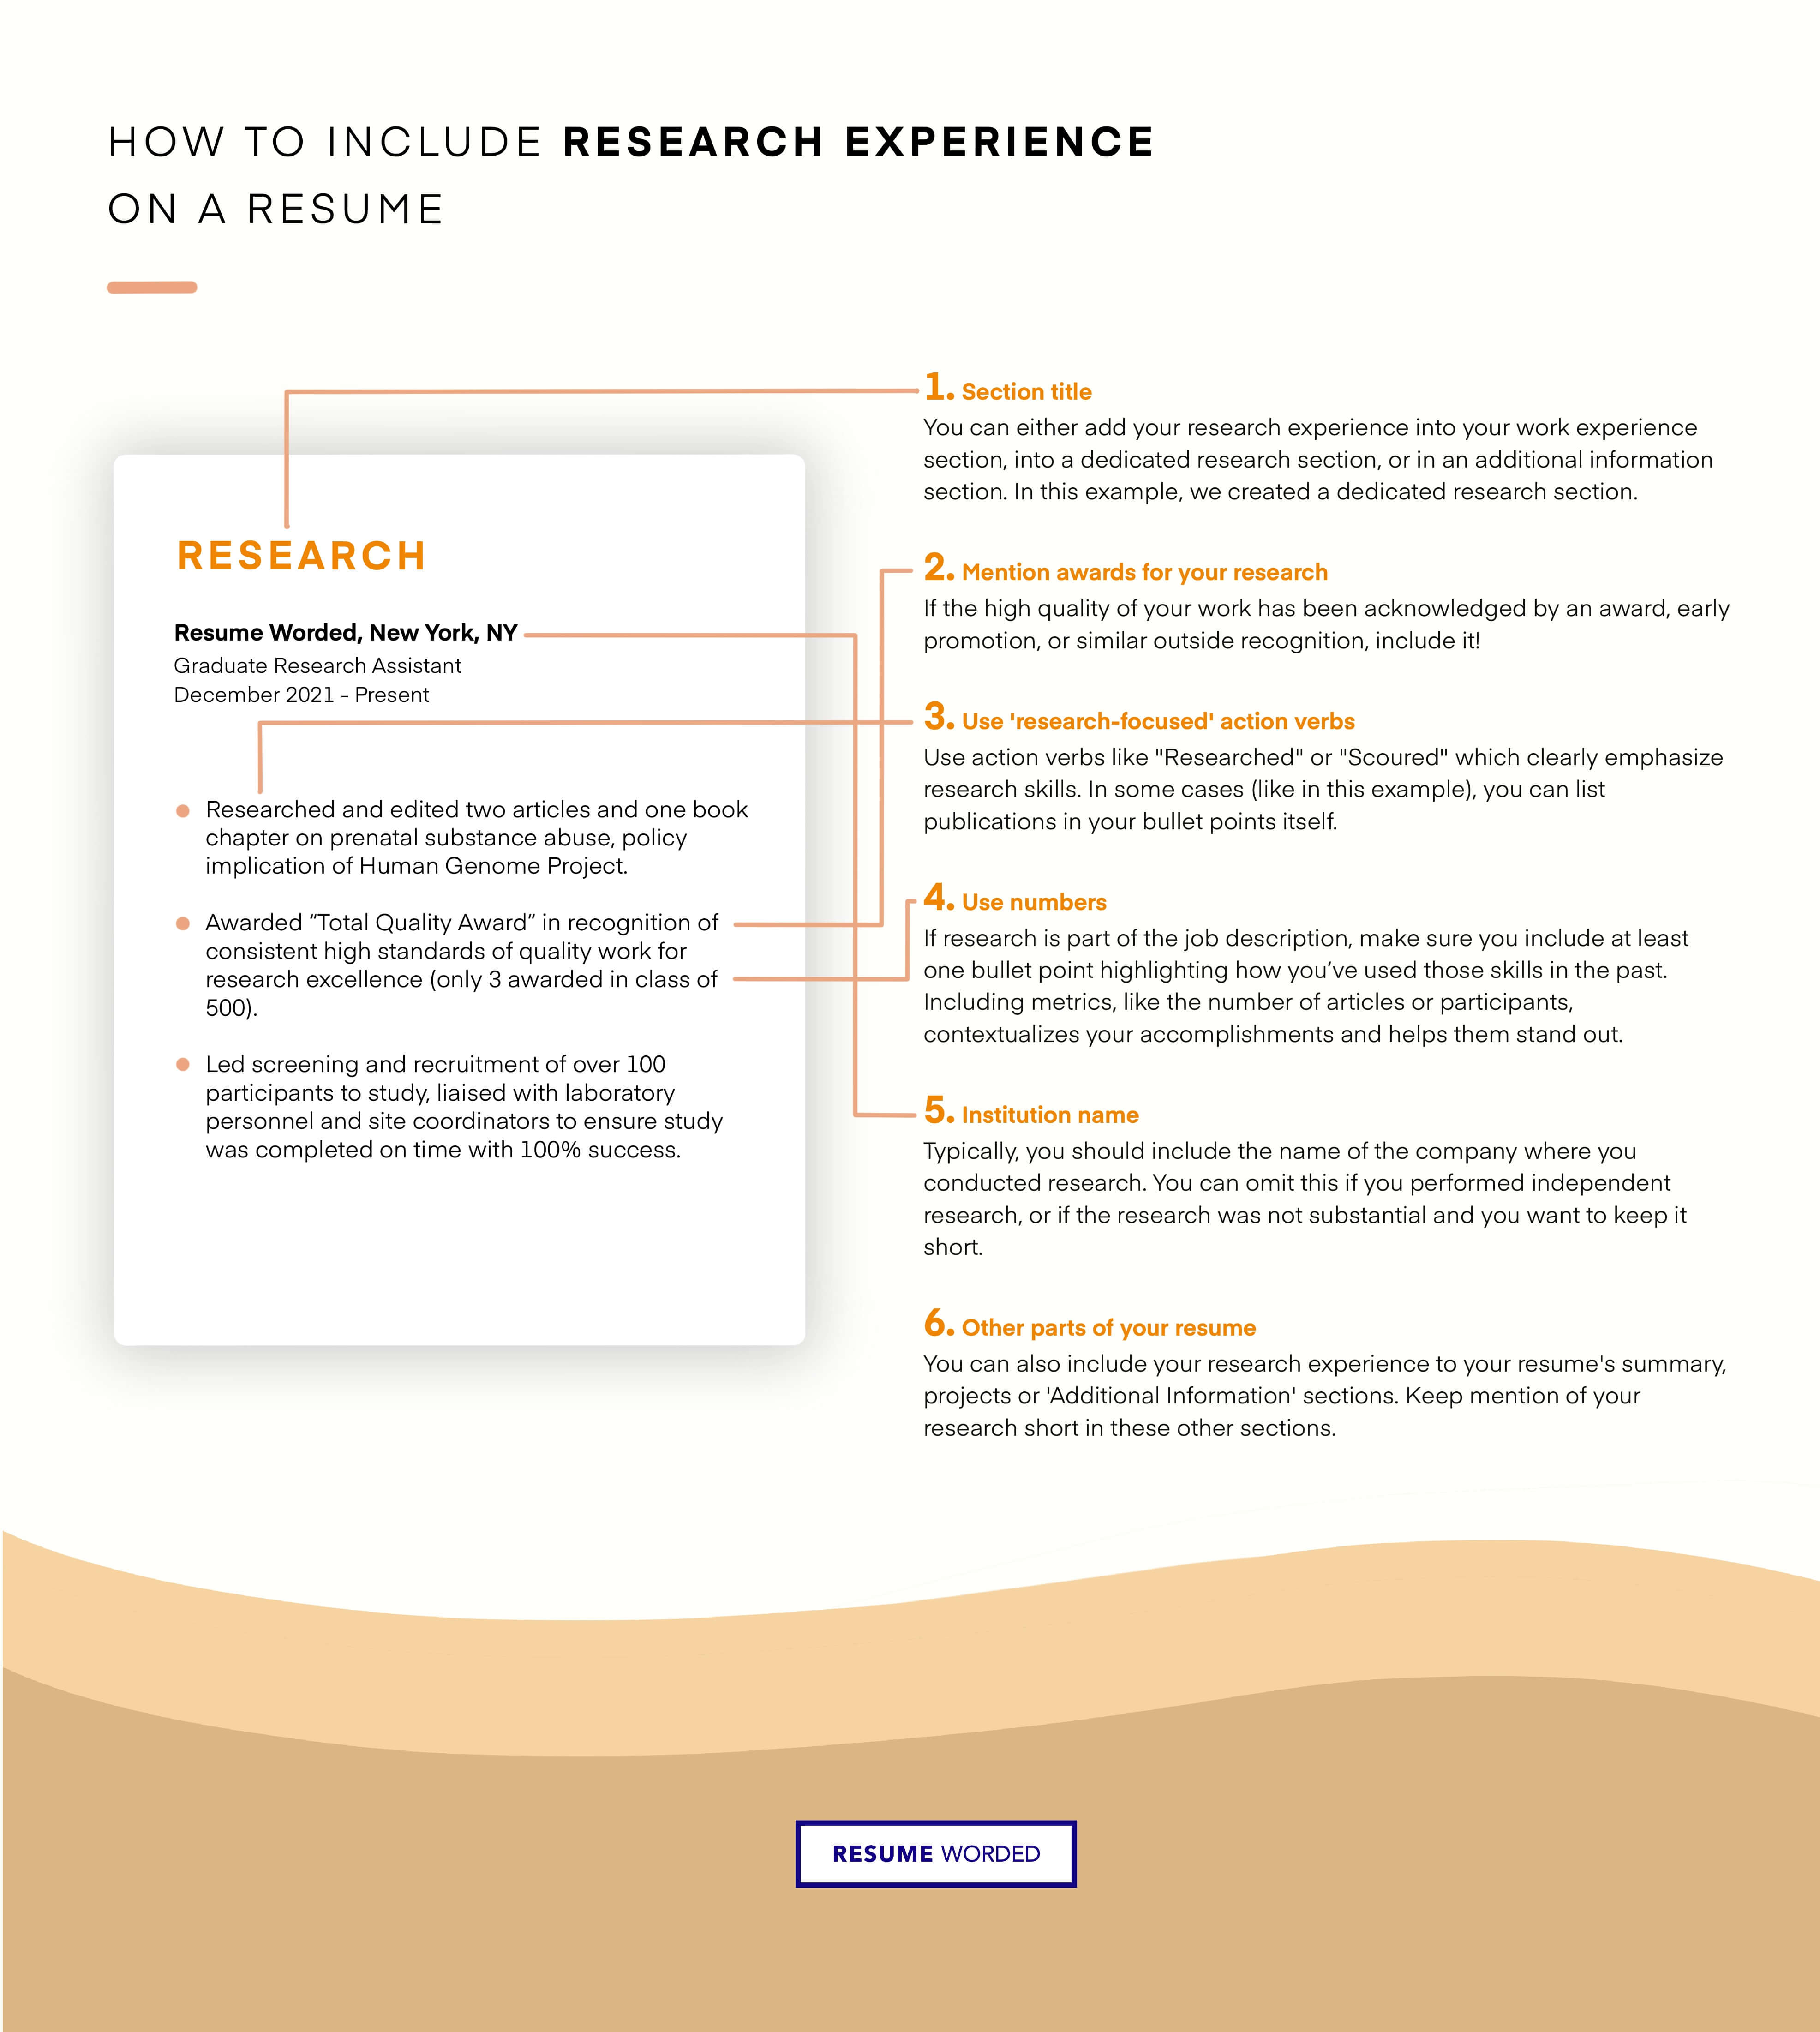 HOW TO INCLUDE RESEARCH EXPERIENCE
ON A RESUME
RESEARCH
Resume Worded, New York, NY
Graduate Research Assistant
December 2021 - Present
Researched and edited two articles and one book
chapter on prenatal substance abuse, policy
implication of Human Genome Project.
Awarded “Total Quality Award” in recognition of
consistent high standards of quality work for
research excellence (only 3 awarded in class of
500).
Led screening and recruitment of over 100
participants to study, liaised with laboratory
personnel and site coordinators to ensure study
was completed on time with 100% success.
1. Section title
You can either add your research experience into your work experience
section, into a dedicated research section, or in an additional information
section. In this example, we created a dedicated research section.
2. Mention awards for your research
If the high quality of your work has been acknowledged by an award, early
promotion, or similar outside recognition, include it!
3. Use 'research-focused' action verbs
Use action verbs like "Researched" or "Scoured" which clearly emphasize
research skills. In some cases (like in this example), you can list
publications in your bullet points itself.
4. Use numbers
If research is part of the job description, make sure you include at least
one bullet point highlighting how you’ve used those skills in the past.
Including metrics, like the number of articles or participants,
contextualizes your accomplishments and helps them stand out.
5. Institution name
Typically, you should include the name of the company where you
conducted research. You can omit this if you performed independent
research, or if the research was not substantial and you want to keep it
short.
6. Other parts of your resume
You can also include your research experience to your resume's summary,
projects or 'Additional Information' sections. Keep mention of your
research short in these other sections.
RESUME WORDED